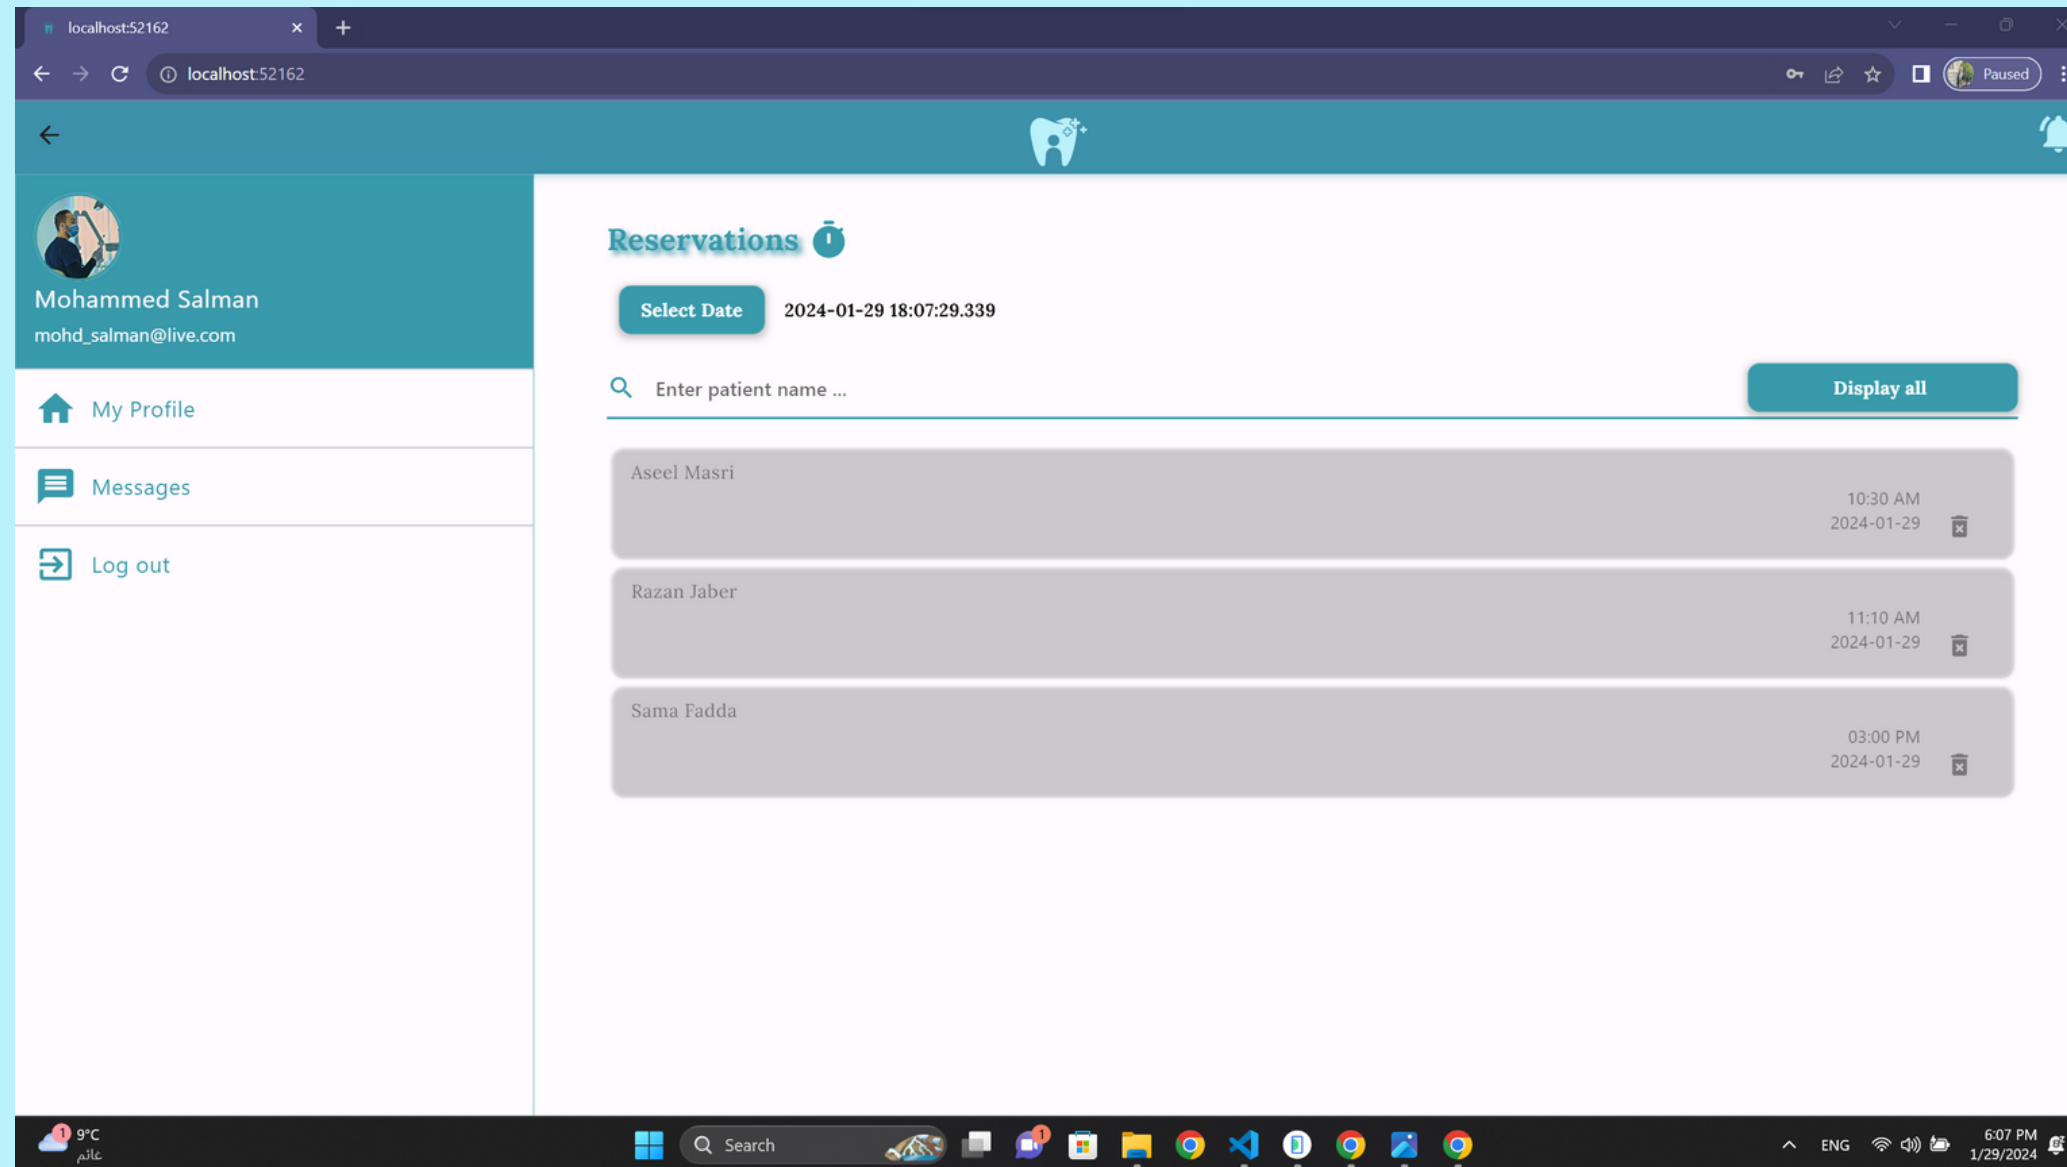 localhost:52162
localhost:52162
Paused
Mohammed Salman
mohd_salman@live.com
My Profile
Messages
Log out
Reservations
Select Date
2024-01-29 18:07:29.339
Enter patient name ...
Display all
Aseel Masri
10:30 AM
2024-01-29
Razan Jaber
11:10 AM
2024-01-29
Sama Fadda
03:00 PM
2024-01-29
1
9°C
غائم
Search
1
ENG
6:07 PM
1/29/2024